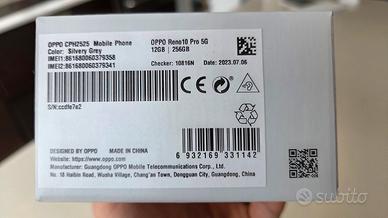 OPPO CPH2525 Mobile Phone
Color: Silvery Grey
IMEI1:861680060379358
IMEI2:861680060379341
OPPO Reno10 Pro 5G
12GB | 256GB
Checker: 10816N
Date: 2023.07.06
S/N:ccdfe7e2
DESIGNED BY OPPO MADE IN CHINA
Website: https://www.oppo.com
Manufacturer: Guangdong OPPO Mobile Telecommunications Corp., Ltd.
No. 18 Haibin Road, Wusha Village, Chang'an Town, Dongguan City, Guangdong, China
6 932169 331142
subito